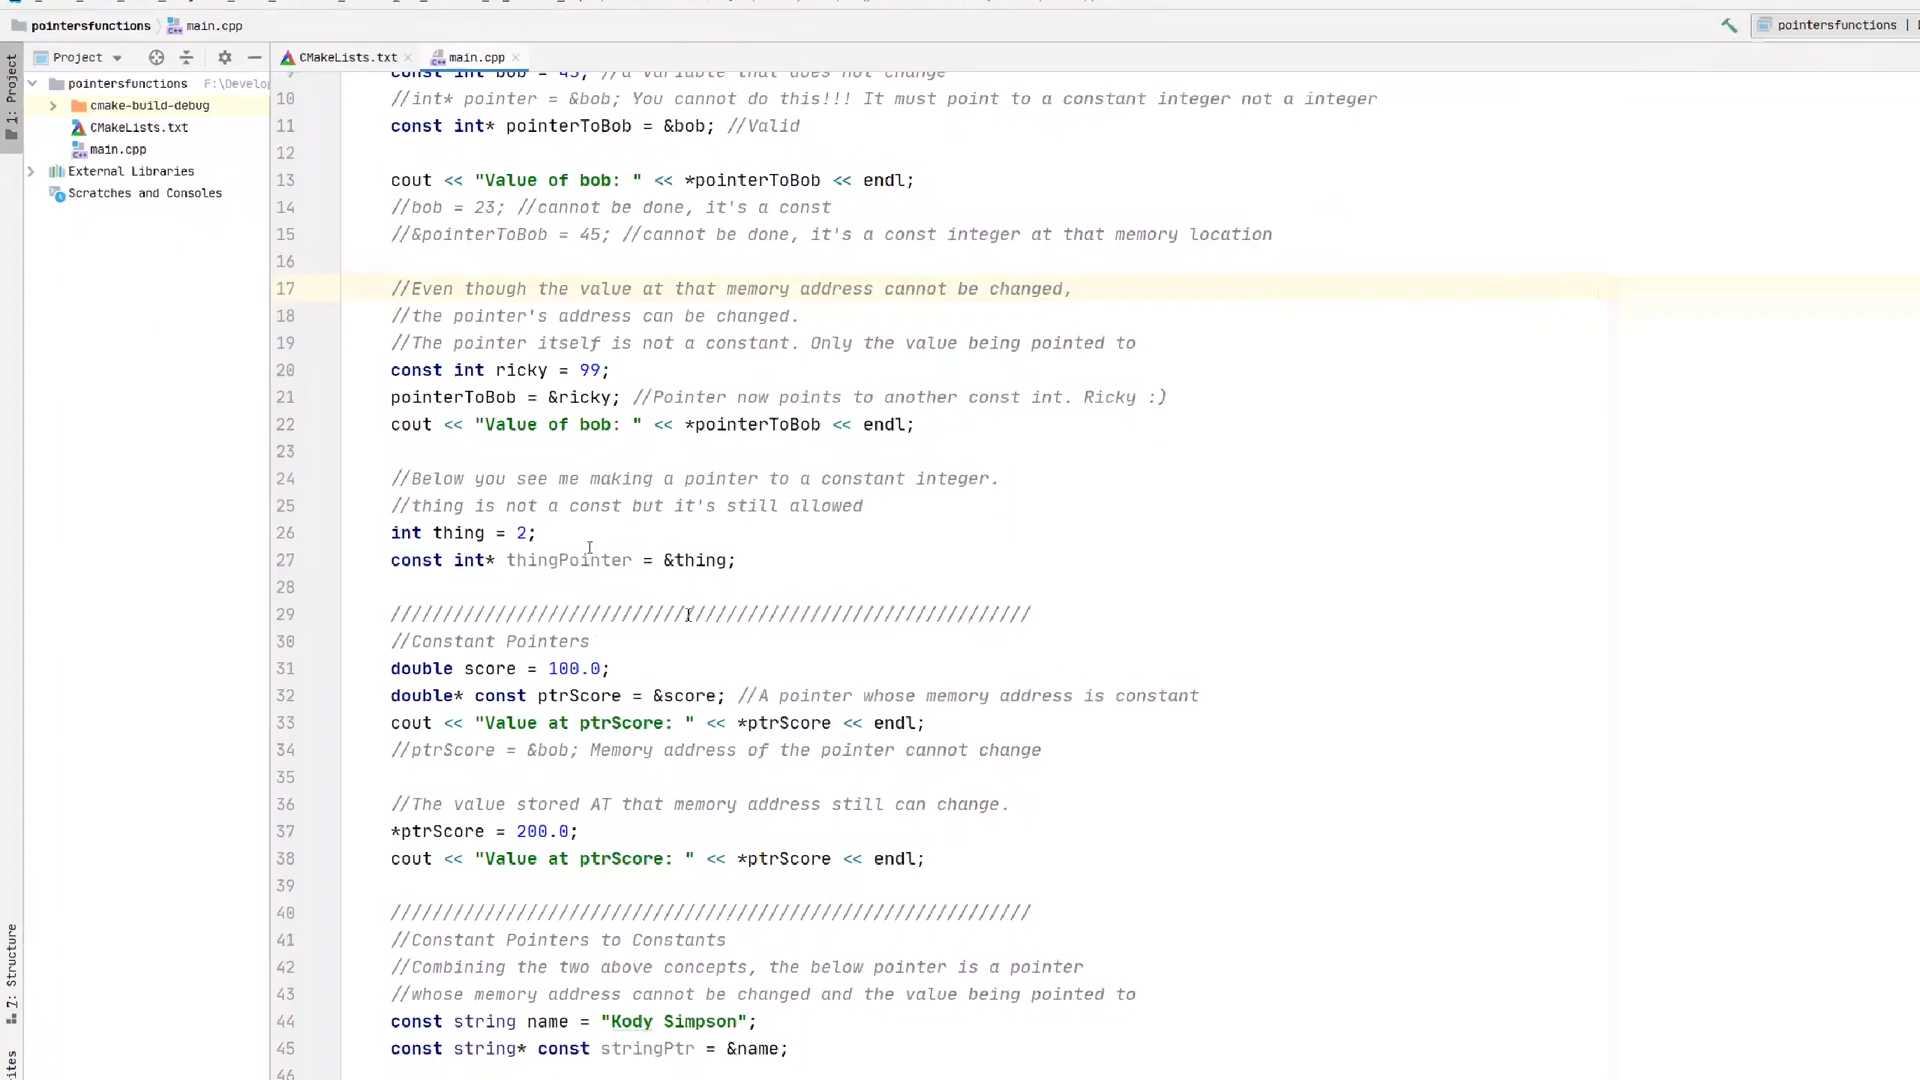 pointersfunctions main.cpp
pointersfunctions
Project
CMakeLists.txt
main.cpp
1: Project
pointersfunctions F:\Develop
cmake-build-debug
CMakeLists.txt
main.cpp
External Libraries
Scratches and Consoles
7: Structure
9 const int bob = 45; //a variable that does not change
10 //int* pointer = &bob; You cannot do this!!! It must point to a constant integer not a integer
11 const int* pointerToBob = &bob; //Valid
12
13 cout << "Value of bob: " << *pointerToBob << endl;
14 //bob = 23; //cannot be done, it's a const
15 //&pointerToBob = 45; //cannot be done, it's a const integer at that memory location
16
17 //Even though the value at that memory address cannot be changed,
18 //the pointer's address can be changed.
19 //The pointer itself is not a constant. Only the value being pointed to
20 const int ricky = 99;
21 pointerToBob = &ricky; //Pointer now points to another const int. Ricky :)
22 cout << "Value of bob: " << *pointerToBob << endl;
23
24 //Below you see me making a pointer to a constant integer.
25 //thing is not a const but it's still allowed
26 int thing = 2;
27 const int* thingPointer = &thing;
28
29 /////////////////////////////////////////////////////////////
30 //Constant Pointers
31 double score = 100.0;
32 double* const ptrScore = &score; //A pointer whose memory address is constant
33 cout << "Value at ptrScore: " << *ptrScore << endl;
34 //ptrScore = &bob; Memory address of the pointer cannot change
35
36 //The value stored AT that memory address still can change.
37 *ptrScore = 200.0;
38 cout << "Value at ptrScore: " << *ptrScore << endl;
39
40 /////////////////////////////////////////////////////////////
41 //Constant Pointers to Constants
42 //Combining the two above concepts, the below pointer is a pointer
43 //whose memory address cannot be changed and the value being pointed to
44 const string name = "Kody Simpson";
45 const string* const stringPtr = &name;
46